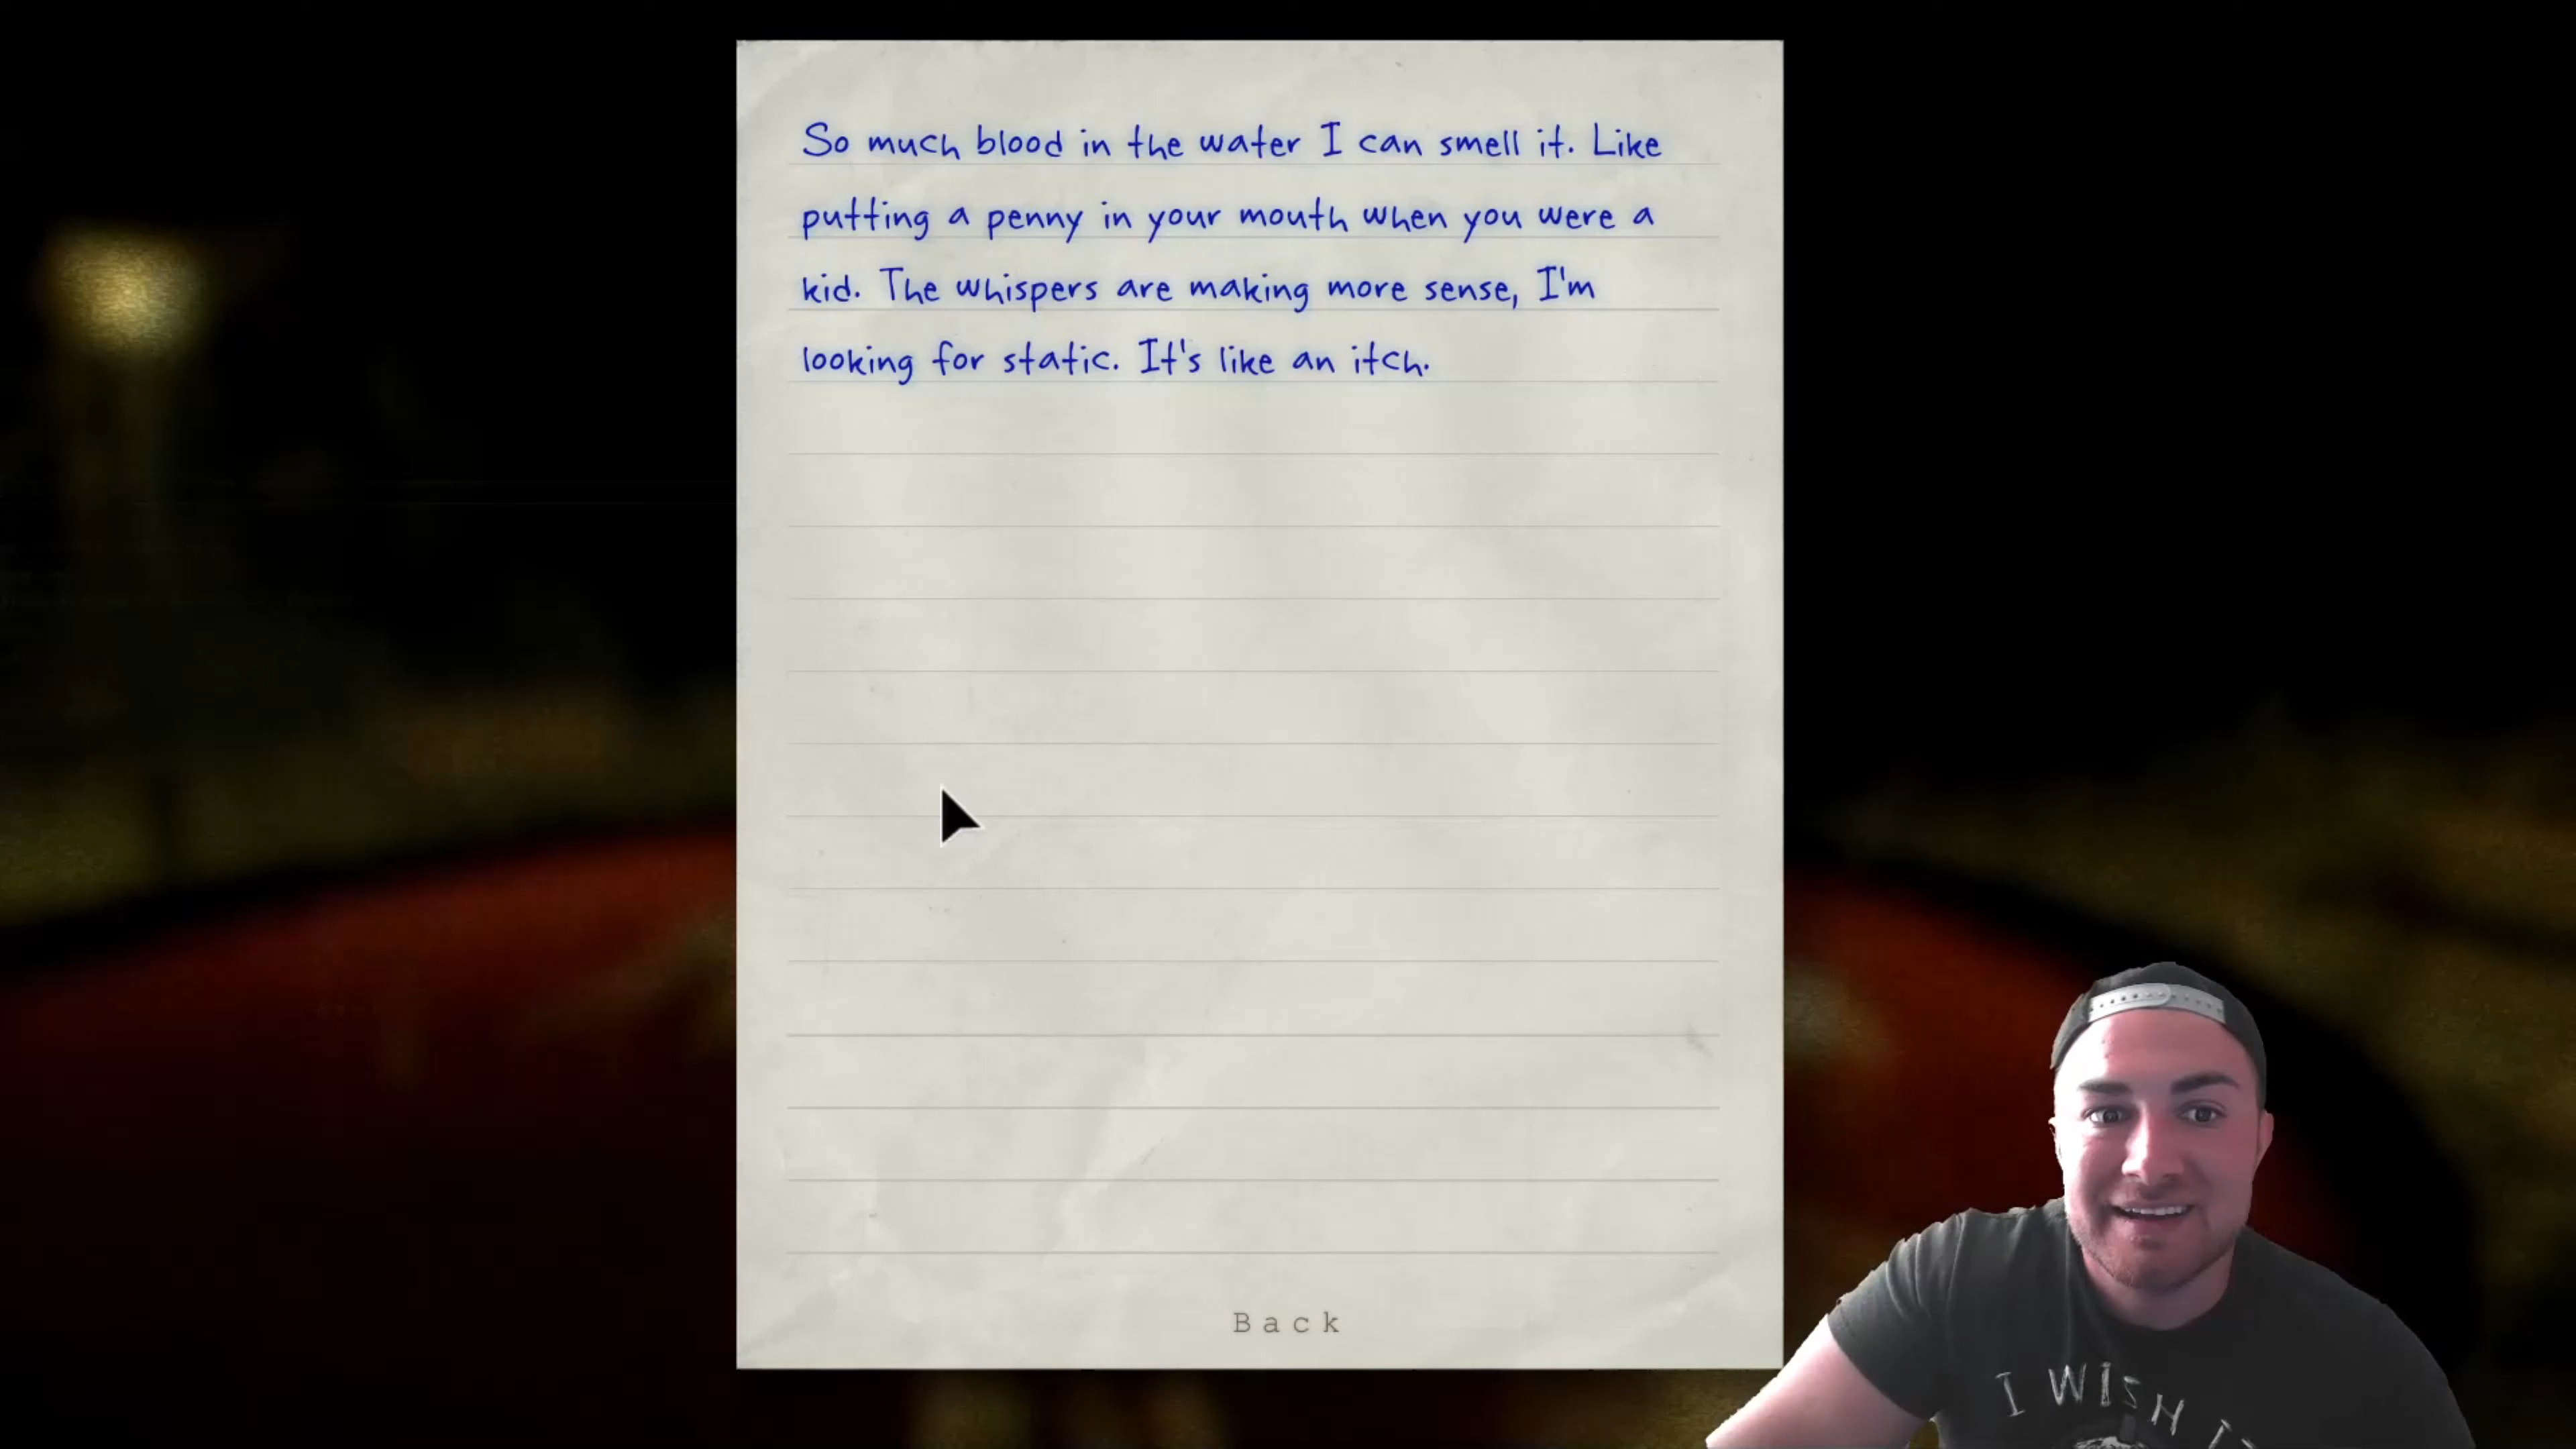 So much blood in the water I can smell it. Like
putting a penny in your mouth when you were a
kid. The whispers are making more sense, I'm
looking for static. It's like an itch.
Back
I WISH